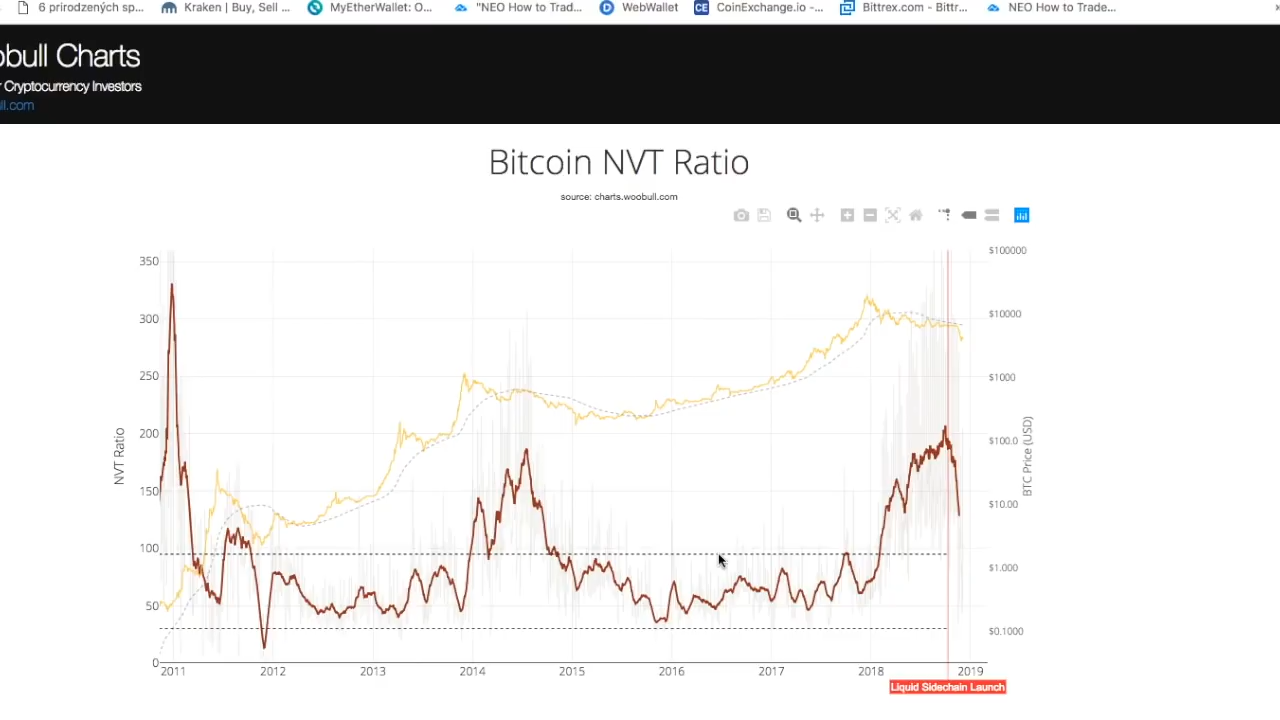 6 prirodzených sp... Kraken | Buy, Sell ... MyEtherWallet: O... "NEO How to Trad... WebWallet CE CoinExchange.io -... Bittrex.com - Bittr... NEO How to Trade...
obull Charts
r Cryptocurrency Investors
ll.com
Bitcoin NVT Ratio
source: charts.woobull.com
350
300
250
200
150
100
50
0
NVT Ratio
$100000
$10000
$1000
$100.0
$10.00
$1.000
$0.1000
BTC Price (USD)
2011 2012 2013 2014 2015 2016 2017 2018 2019
Liquid Sidechain Launch